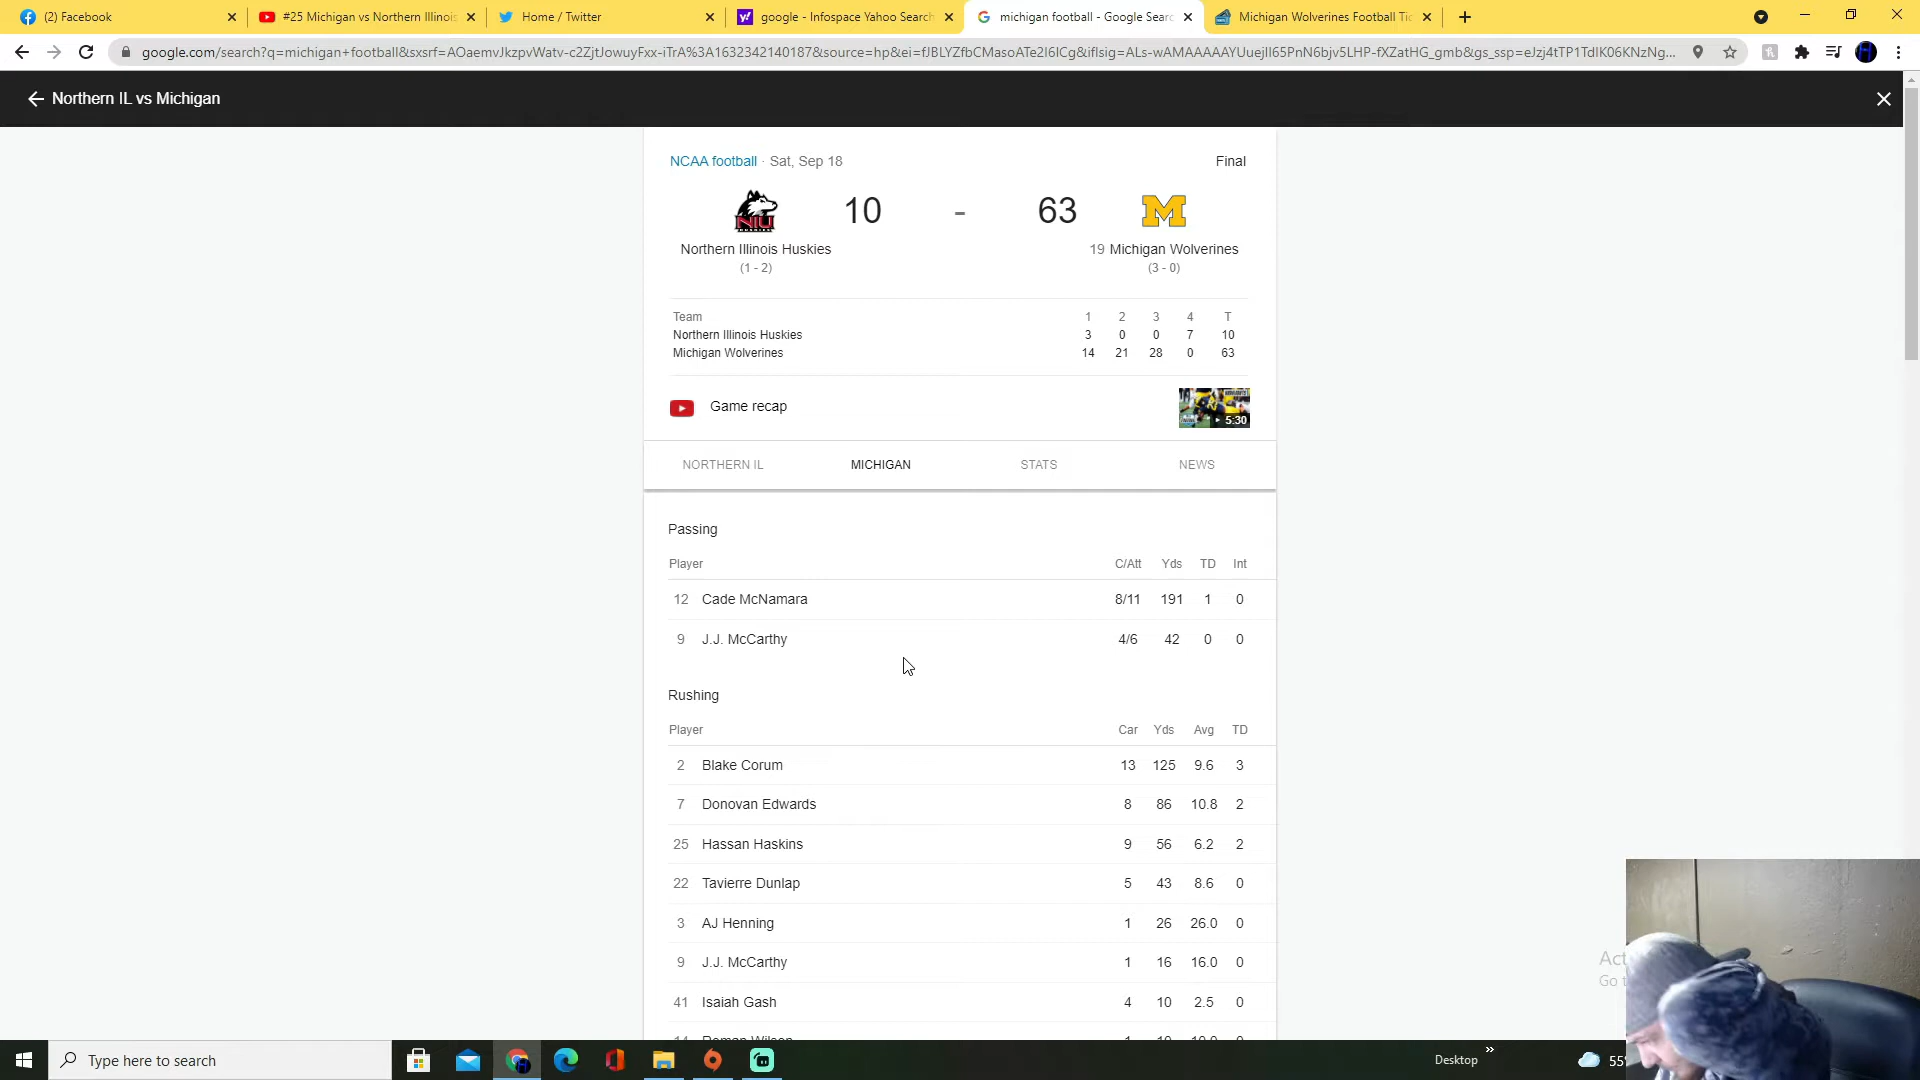 (2) Facebook
#25 Michigan vs Northern Illinois
Home / Twitter
google - Infospace Yahoo Search
michigan football - Google Searc
Michigan Wolverines Football Tic
google.com/search?q=michigan+football&sxsrf=AOaemvJkzpvWatv-c2ZjtJowuyFxx-iTrA%3A1632342140187&source=hp&ei=fJBLYZfbCMasoATe2I6ICg&iflsig=ALs-wAMAAAAAYUuejIl65PnN6bjv5LHP-fXZatHG_gmb&gs_ssp=eJzj4tTP1TdIK06KNzNg...
Northern IL vs Michigan
NCAA football · Sat, Sep 18
Final
NIU
10 - 63
M
Northern Illinois Huskies
19 Michigan Wolverines
(1 - 2)
(3 - 0)
Team 1 2 3 4 T
Northern Illinois Huskies 3 0 0 7 10
Michigan Wolverines 14 21 28 0 63
Game recap
5:30
NORTHERN IL MICHIGAN STATS NEWS
Passing
Player C/Att Yds TD Int
12 Cade McNamara 8/11 191 1 0
9 J.J. McCarthy 4/6 42 0 0
Rushing
Player Car Yds Avg TD
2 Blake Corum 13 125 9.6 3
7 Donovan Edwards 8 86 10.8 2
25 Hassan Haskins 9 56 6.2 2
22 Tavierre Dunlap 5 43 8.6 0
3 AJ Henning 1 26 26.0 0
9 J.J. McCarthy 1 16 16.0 0
41 Isaiah Gash 4 10 2.5 0
Act
Go t
Type here to search
Desktop
55°